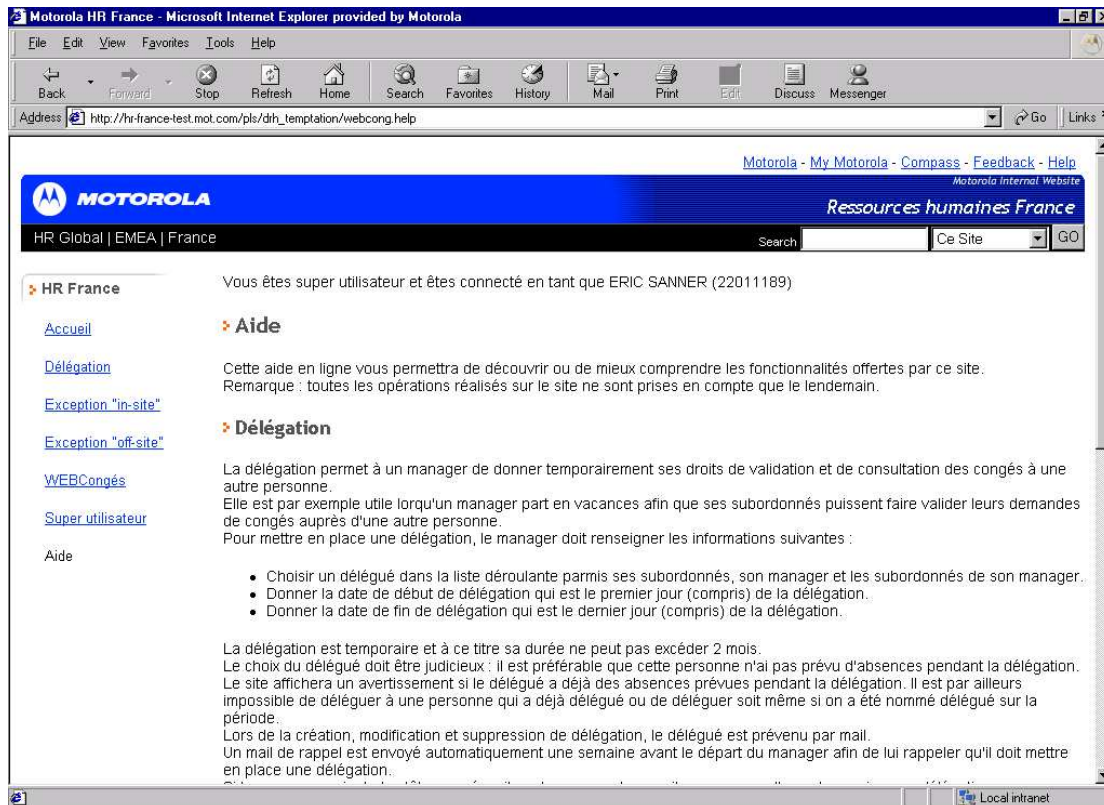 Motorola HR France - Microsoft Internet Explorer provided by Motorola
File Edit View Favorites Tools Help
Back Forward Stop Refresh Home Search Favorites History Mail Print Edit Discuss Messenger
Address http://hr-france-test.mot.com/pls/drh_temptation/webcong.help Go Links
Motorola - My Motorola - Compass - Feedback - Help
Motorola Internal Website
MOTOROLA
Ressources humaines France
HR Global | EMEA | France
Search Ce Site GO
HR France
Accueil
Délégation
Exception "in-site"
Exception "off-site"
WEBCongés
Super utilisateur
Aide
Vous êtes super utilisateur et êtes connecté en tant que ERIC SANNER (22011189)
Aide
Cette aide en ligne vous permettra de découvrir ou de mieux comprendre les fonctionnalités offertes par ce site.
Remarque : toutes les opérations réalisés sur le site ne sont prises en compte que le lendemain.
Délégation
La délégation permet à un manager de donner temporairement ses droits de validation et de consultation des congés à une
autre personne.
Elle est par exemple utile lorqu'un manager part en vacances afin que ses subordonnés puissent faire valider leurs demandes
de congés auprès d'une autre personne.
Pour mettre en place une délégation, le manager doit renseigner les informations suivantes :
• Choisir un délégué dans la liste déroulante parmis ses subordonnés, son manager et les subordonnés de son manager.
• Donner la date de début de délégation qui est le premier jour (compris) de la délégation.
• Donner la date de fin de délégation qui est le dernier jour (compris) de la délégation.
La délégation est temporaire et à ce titre sa durée ne peut pas excéder 2 mois.
Le choix du délégué doit être judicieux : il est préférable que cette personne n'ai pas prévu d'absences pendant la délégation.
Le site affichera un avertissement si le délégué a déjà des absences prévues pendant la délégation. Il est par ailleurs
impossible de déléguer à une personne qui a déjà délégué ou de déléguer soit même si on a été nommé délégué sur la
période.
Lors de la création, modification et suppression de délégation, le délégué est prévenu par mail.
Un mail de rappel est envoyé automatiquement une semaine avant le départ du manager afin de lui rappeler qu'il doit mettre
en place une délégation.
Local intranet